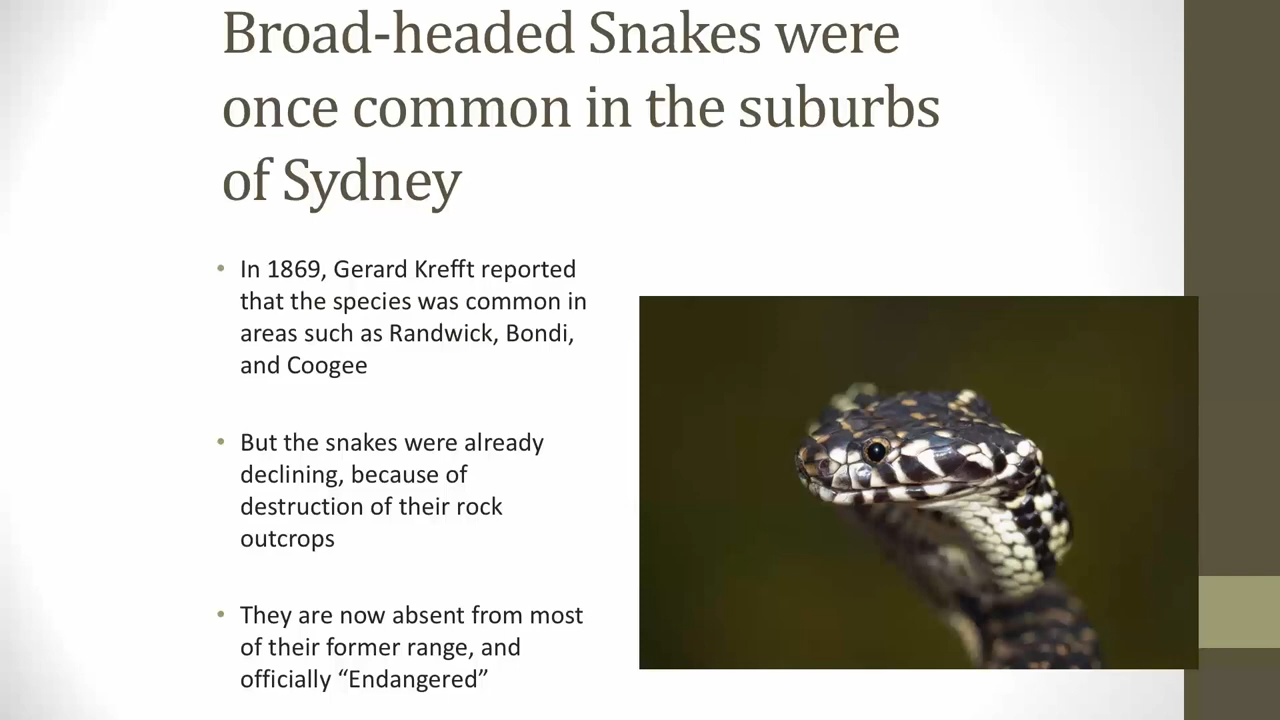 Broad-headed Snakes were
once common in the suburbs
of Sydney
• In 1869, Gerard Krefft reported
that the species was common in
areas such as Randwick, Bondi,
and Coogee
• But the snakes were already
declining, because of
destruction of their rock
outcrops
• They are now absent from most
of their former range, and
officially “Endangered”